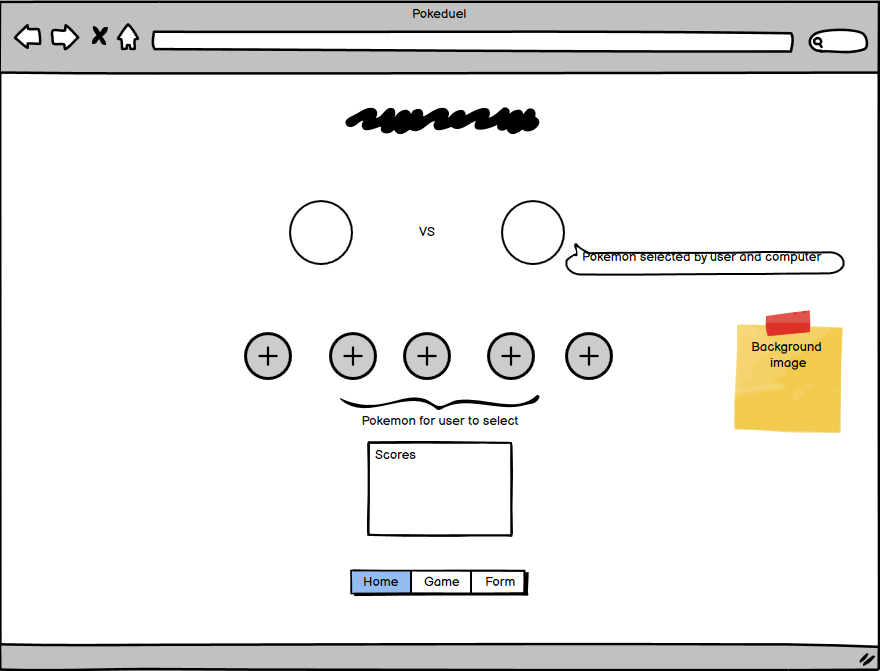 Pokeduel
VS
Pokemon selected by user and computer
Background
image
Pokemon for user to select
Scores
Home
Game
Form